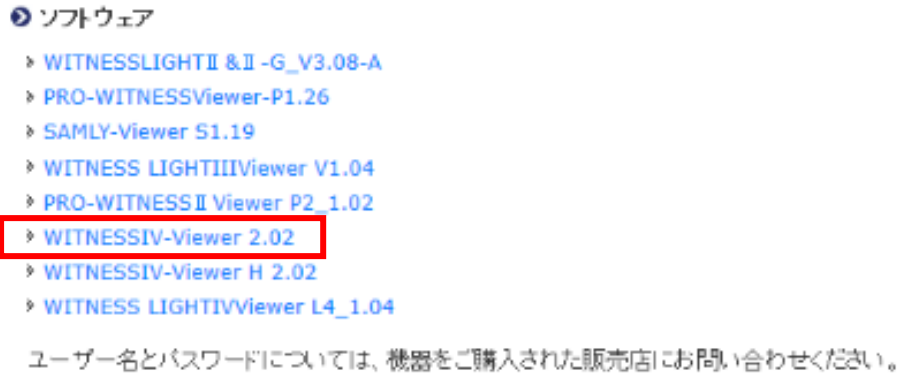 ソフトウェア
WITNESSLIGHTⅡ &Ⅱ -G_V3.08-A
PRO-WITNESSViewer-P1.26
SAMLY-Viewer S1.19
WITNESS LIGHTIIIViewer V1.04
PRO-WITNESSⅡ Viewer P2_1.02
WITNESSIV-Viewer 2.02
WITNESSIV-Viewer H 2.02
WITNESS LIGHTIVViewer L4_1.04
ユーザー名とパスワードについては、機器をご購入された販売店にお問い合わせください。